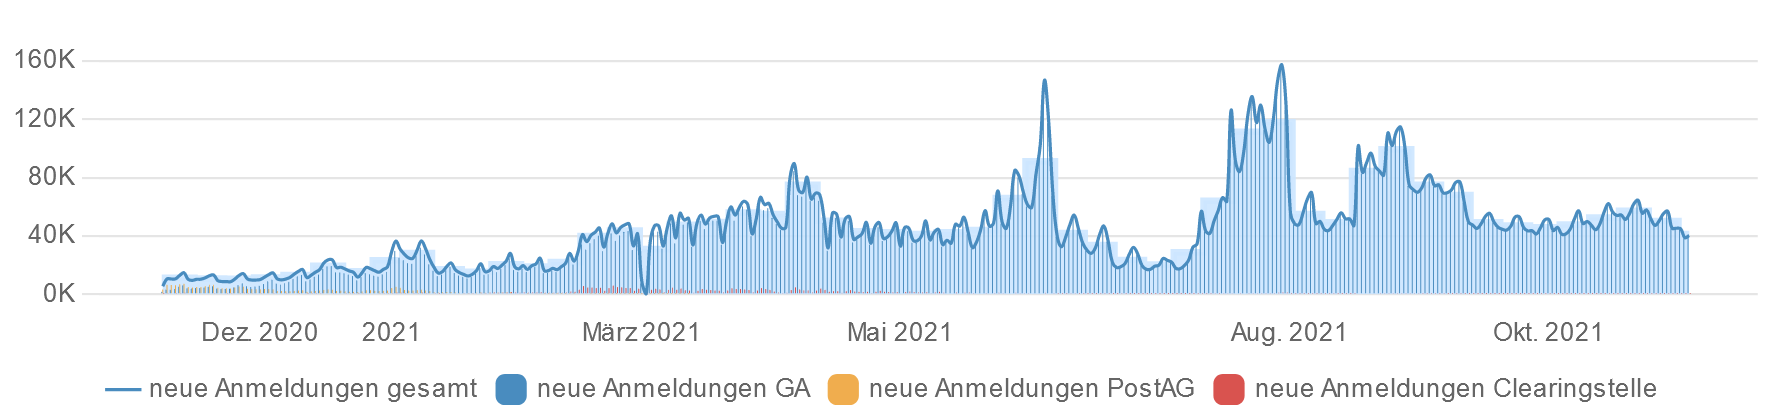 160K
120K
80K
40K
0K
Dez. 2020 2021 März 2021 Mai 2021 Aug. 2021 Okt. 2021
neue Anmeldungen gesamt neue Anmeldungen GA neue Anmeldungen PostAG neue Anmeldungen Clearingstelle